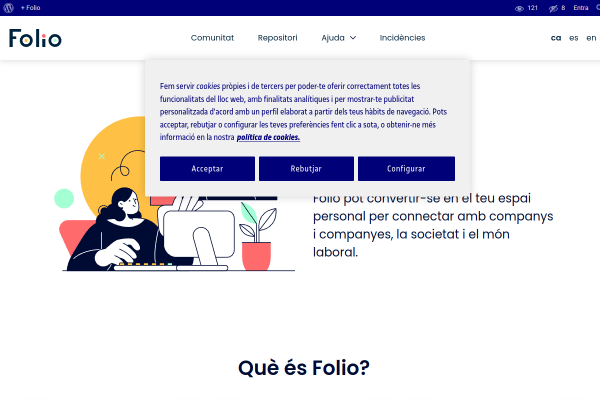 + Folio 121 8 Entra
Folio Comunitat Repositori Ajuda Incidències ca es en
Fem servir cookies pròpies i de tercers per poder-te oferir correctament totes les
funcionalitats del lloc web, amb finalitats analítiques i per mostrar-te publicitat
personalitzada d'acord amb un perfil elaborat a partir dels teus hàbits de navegació. Pots
acceptar, rebutjar o configurar les teves preferències fent clic a sota, o obtenir-ne més
informació en la nostra política de cookies.
Acceptar Rebutjar Configurar
Folio pot convertir-se en el teu espai
personal per connectar amb companys
i companyes, la societat i el món
laboral.
Què és Folio?